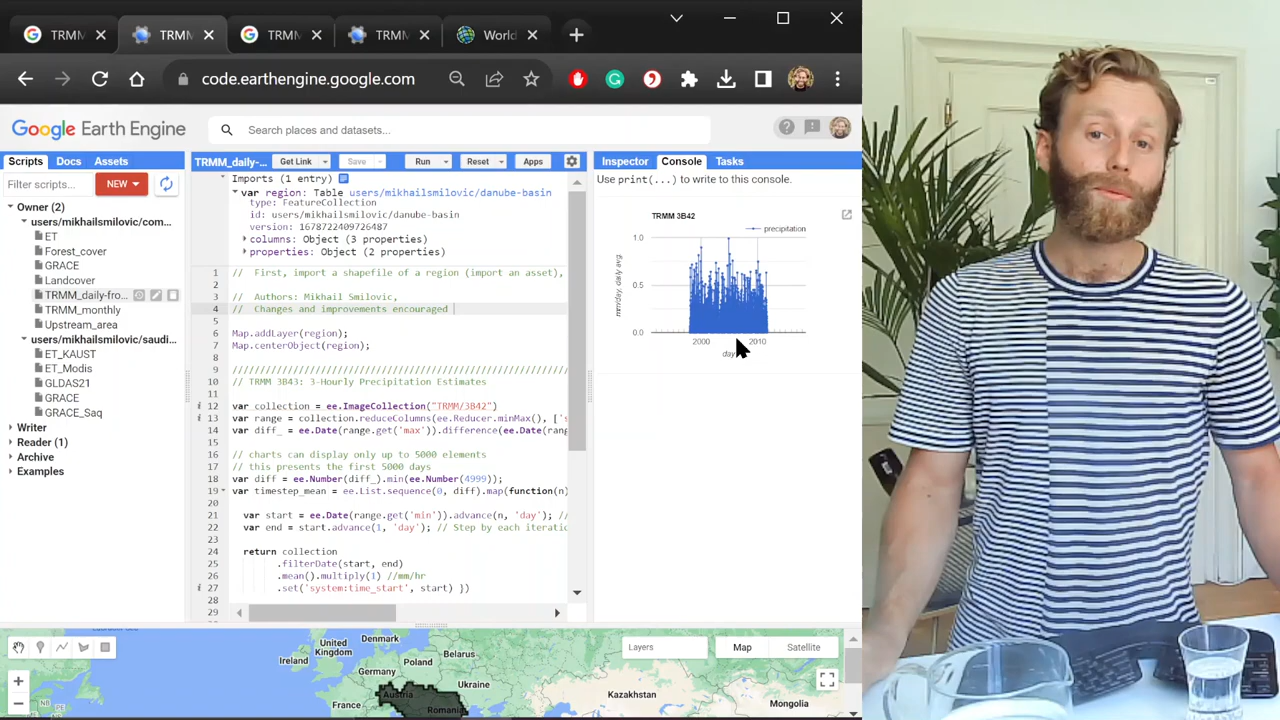 TRMM
TRMM
TRMM
TRMM
World
code.earthengine.google.com
Google Earth Engine
Search places and datasets...
Scripts Docs Assets
Filter scripts...
NEW
Owner (2)
users/mikhailsmilovic/com...
ET
Forest_cover
GRACE
Landcover
TRMM_daily-fro...
TRMM_monthly
Upstream_area
users/mikhailsmilovic/saudi...
ET_KAUST
ET_Modis
GLDAS21
GRACE
GRACE_Saq
Writer
Reader (1)
Archive
Examples
TRMM_daily-... Get Link Save Run Reset Apps
Imports (1 entry)
var region: Table users/mikhailsmilovic/danube-basin
type: FeatureCollection
id: users/mikhailsmilovic/danube-basin
version: 1678722409726487
columns: Object (3 properties)
properties: Object (2 properties)
1 // First, import a shapefile of a region (import an asset),
2
3 // Authors: Mikhail Smilovic,
4 // Changes and improvements encouraged
5
6 Map.addLayer(region);
7 Map.centerObject(region);
8
9 ////////////////////////////////////////////////////////
10 // TRMM 3B43: 3-Hourly Precipitation Estimates
11
12 var collection = ee.ImageCollection("TRMM/3B42")
13 var range = collection.reduceColumns(ee.Reducer.minMax(), ['s
14 var diff_ = ee.Date(range.get('max')).difference(ee.Date(rang
15
16 // charts can display only up to 5000 elements
17 // this presents the first 5000 days
18 var diff = ee.Number(diff_).min(ee.Number(4999));
19 var timestep_mean = ee.List.sequence(0, diff).map(function(n)
20
21 var start = ee.Date(range.get('min')).advance(n, 'day'); //
22 var end = start.advance(1, 'day'); // Step by each iteratio
23
24 return collection
25 .filterDate(start, end)
26 .mean().multiply(1) //mm/hr
27 .set('system:time_start', start) })
28
29
Inspector Console Tasks
Use print(...) to write to this console.
TRMM 3B42
precipitation
1.0
0.5
0.0
mm/day, daily avg.
2000 2010
day
Layers
Map Satellite
United
Kingdom
Ireland
Denmark
Belarus
Poland
Germany
Ukraine
Austria
France
Romania
Kazakhstan
Mongolia